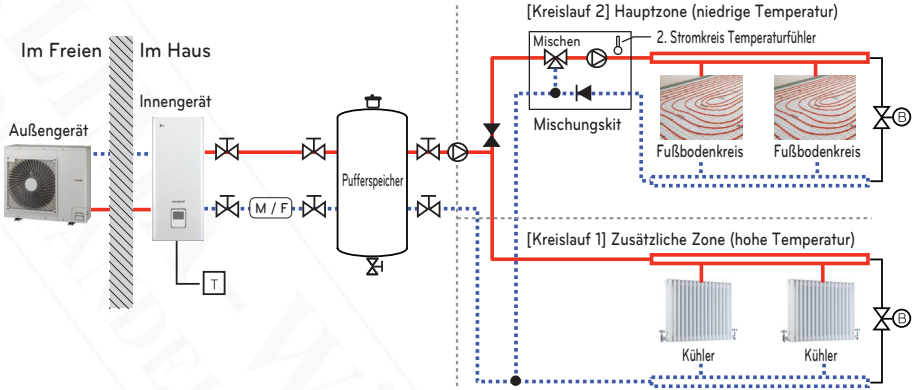 [Kreislauf 2] Hauptzone (niedrige Temperatur)
Im Freien
Im Haus
Mischen
2. Stromkreis Temperaturfühler
Innengerät
Außengerät
Mischungskit
Pufferspeicher
Fußbodenkreis
Fußbodenkreis
B
M / F
T
[Kreislauf 1] Zusätzliche Zone (hohe Temperatur)
Kühler
Kühler
B